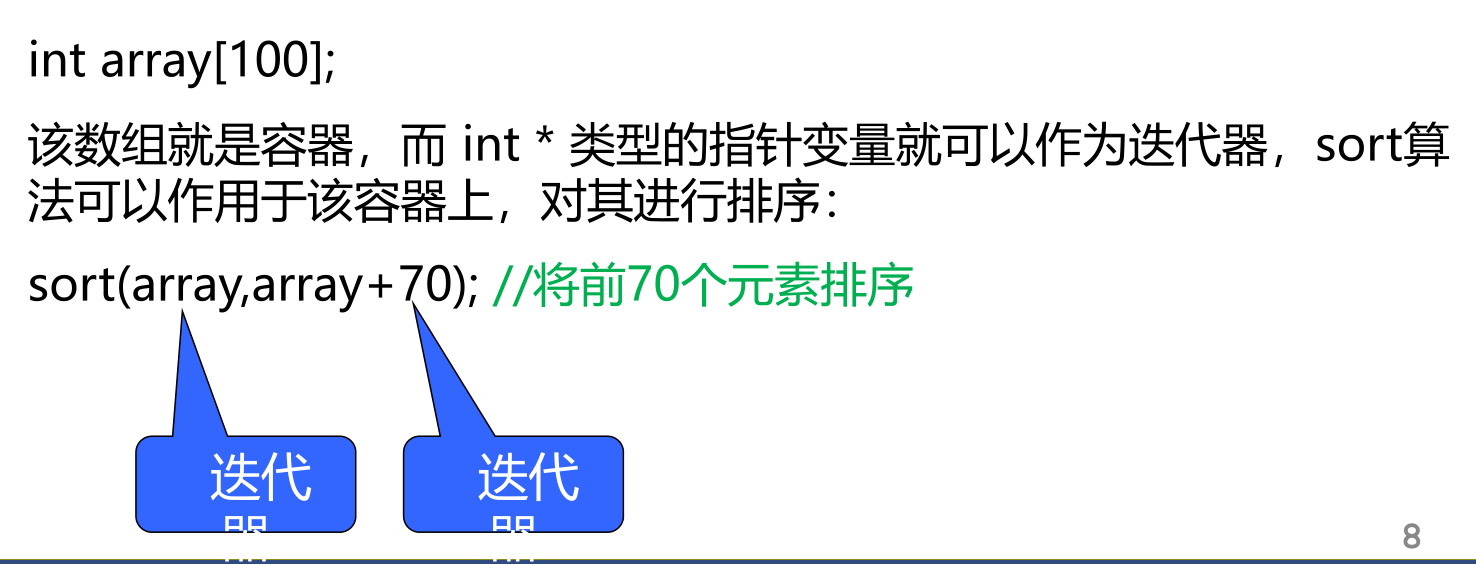 int array[100];
该数组就是容器，而 int * 类型的指针变量就可以作为迭代器，sort算
法可以作用于该容器上，对其进行排序：
sort(array,array+70); //将前70个元素排序
迭代
器
迭代
器
8